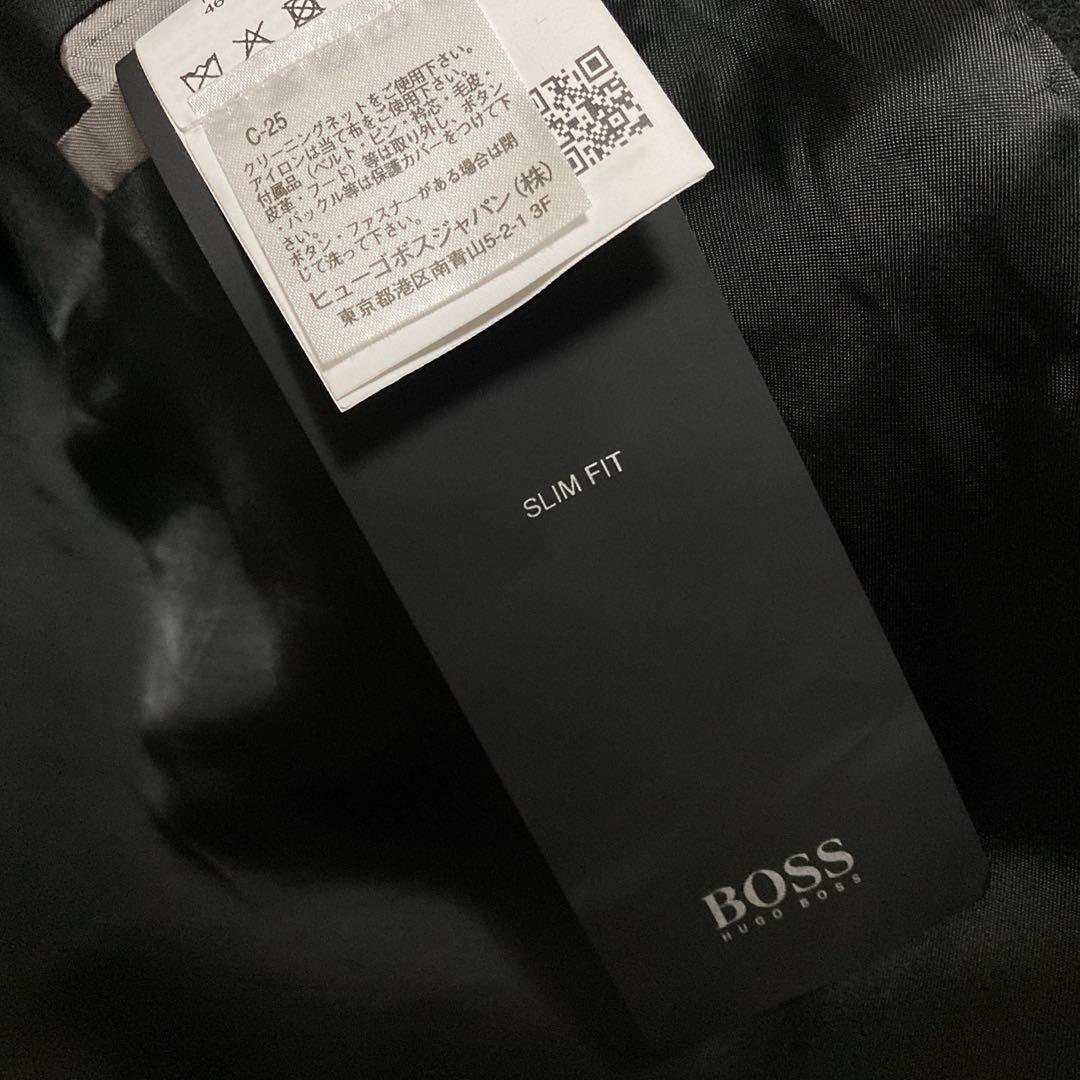 46
C-25
クリーニングネットをご使用下さい。
アイロンは当て布をご使用下さい。
付属品（ベルト・ピン・衿芯・毛皮・
皮革・フード）等は取り外し、ボタン
・バックル等は保護カバーをつけて下
さい。
ボタン・ファスナーがある場合は閉
じて洗って下さい。
ヒューゴボスジャパン（株）
東京都港区南青山5-2-1 3F
SLIM FIT
BOSS
HUGO BOSS